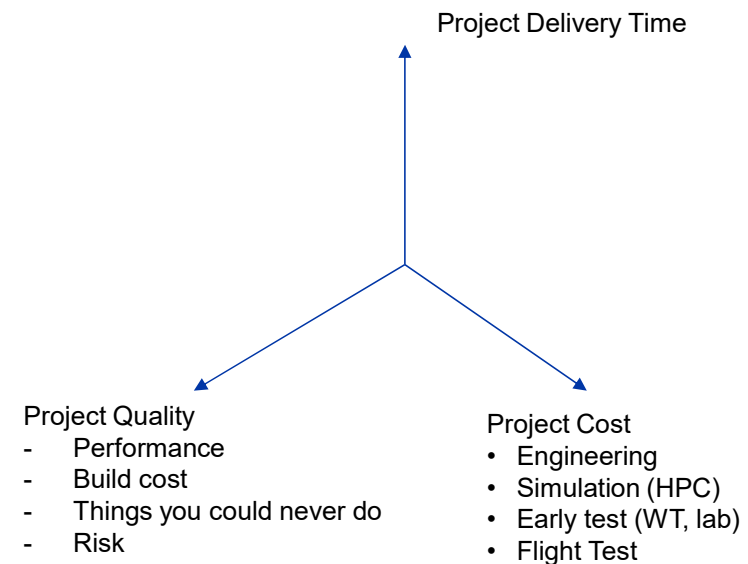 Project Delivery Time
Project Quality
- Performance
- Build cost
- Things you could never do
- Risk
Project Cost
• Engineering
• Simulation (HPC)
• Early test (WT, lab)
• Flight Test